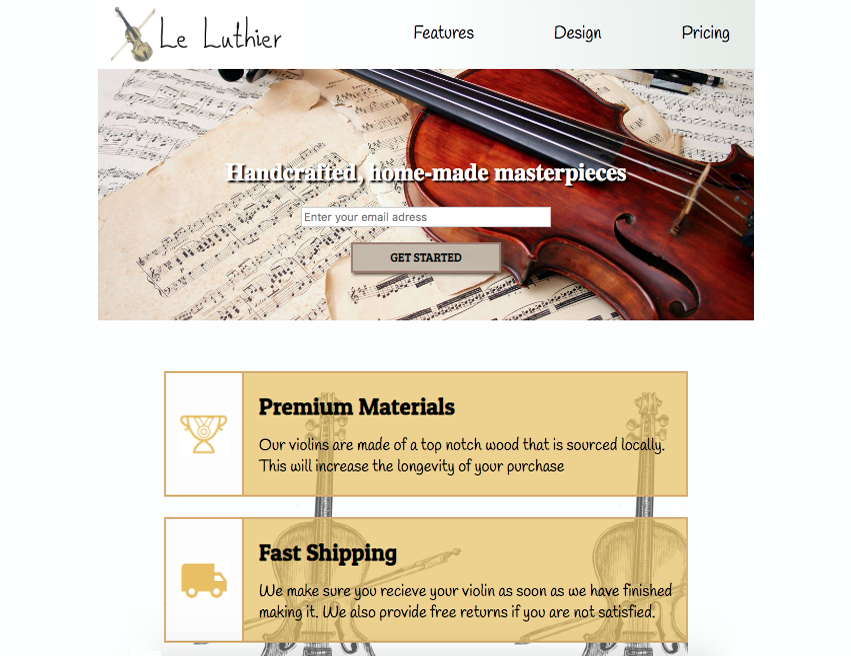 Le Luthier
Features
Design
Pricing
Handcrafted, home-made masterpieces
Enter your email adress
GET STARTED
Premium Materials
Our violins are made of a top notch wood that is sourced locally.
This will increase the longevity of your purchase
Fast Shipping
We make sure you recieve your violin as soon as we have finished
making it. We also provide free returns if you are not satisfied.